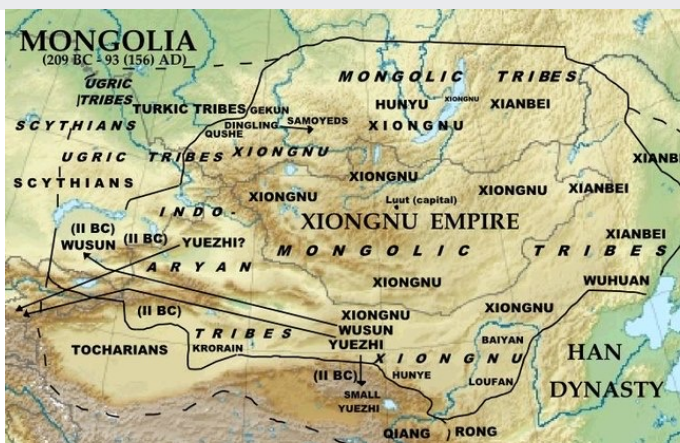 MONGOLIA
(209 BC - 93 (156) AD)
UGRIC
TRIBES
MONGOLIC TRIBES
HUNYU
XIONGNU
XIANBEI
TURKIC TRIBES
GEKUN
SCYTHIANS
DINGLING
SAMOYEDS
QUSHE
XIONGNU
XIONGNU
UGRIC TRIBES
XIANB
SCYTHIANS
XIONGNU
XIONGNU
XIONGNU
XIANBEI
Luut (capital)
INDO-
XIONGNU EMPIRE
(II BC)
WUSUN
(II BC)
YUEZHI?
XIANBEI
MONGOLIC TRIBES
ARYAN
XIONGNU
WUHUAN
(II BC)
XIONGNU
XIONGNU
TRIBES
WUSUN
YUEZHI
BAIYAN
TOCHARIANS
KRORAIN
XIONGNU
HAN
DYNASTY
(II BC)
HUNYE
LOUFAN
SMALL
YUEZHI
QIANG
RONG